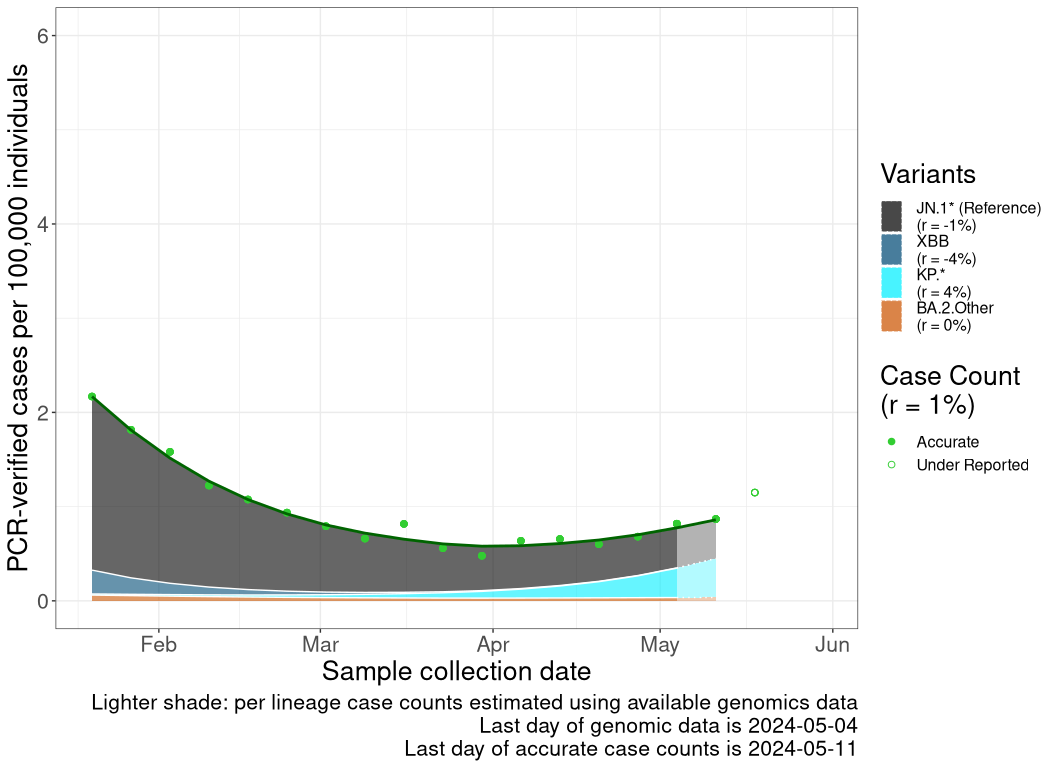 PCR-verified cases per 100,000 individuals
6
4
2
0
Feb
Mar
Apr
May
Jun
Sample collection date
Lighter shade: per lineage case counts estimated using available genomics data
Last day of genomic data is 2024-05-04
Last day of accurate case counts is 2024-05-11
Variants
JN.1* (Reference)
(r = -1%)
XBB
(r = -4%)
KP.*
(r = 4%)
BA.2.Other
(r = 0%)
Case Count
(r = 1%)
Accurate
Under Reported